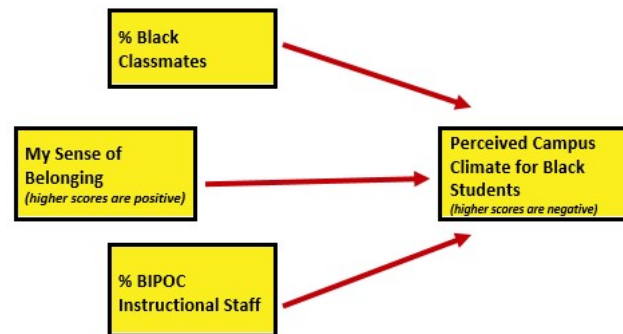 % Black
Classmates
My Sense of
Belonging
(higher scores are positive)
Perceived Campus
Climate for Black
Students
(higher scores are negative)
% BIPOC
Instructional Staff